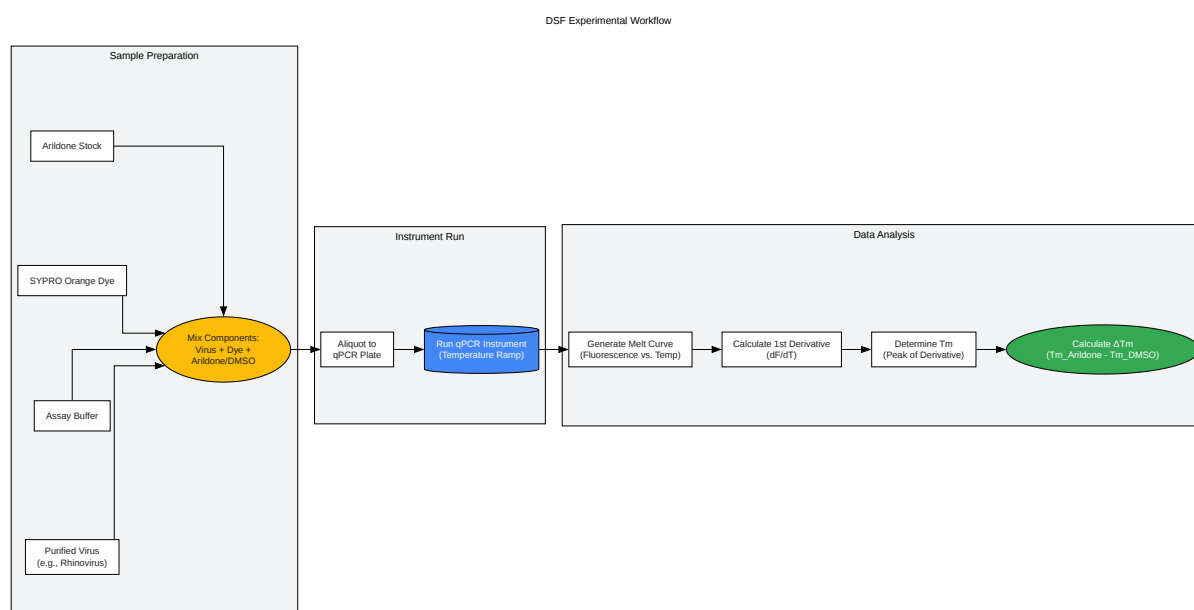 DSF Experimental Workflow
Sample Preparation
Arildone Stock
SYPRO Orange Dye
Mix Components:
Virus + Dye +
Arildone/DMSO
Assay Buffer
Purified Virus
(e.g., Rhinovirus)
Instrument Run
Aliquot to
qPCR Plate
Run qPCR Instrument
(Temperature Ramp)
Data Analysis
Generate Melt Curve
(Fluorescence vs. Temp)
Calculate 1st Derivative
(dF/dT)
Determine Tm
(Peak of Derivative)
Calculate ΔTm
(Tm_Arildone - Tm_DMSO)